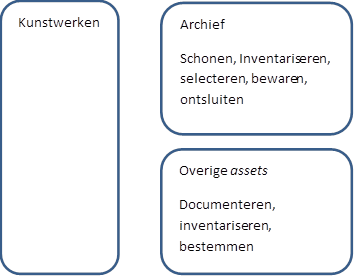 Kunstwerken
Archief
Schonen, Inventariseren,
selecteren, bewaren,
ontsluiten
Overige assets
Documenteren,
inventariseren,
bestemmen